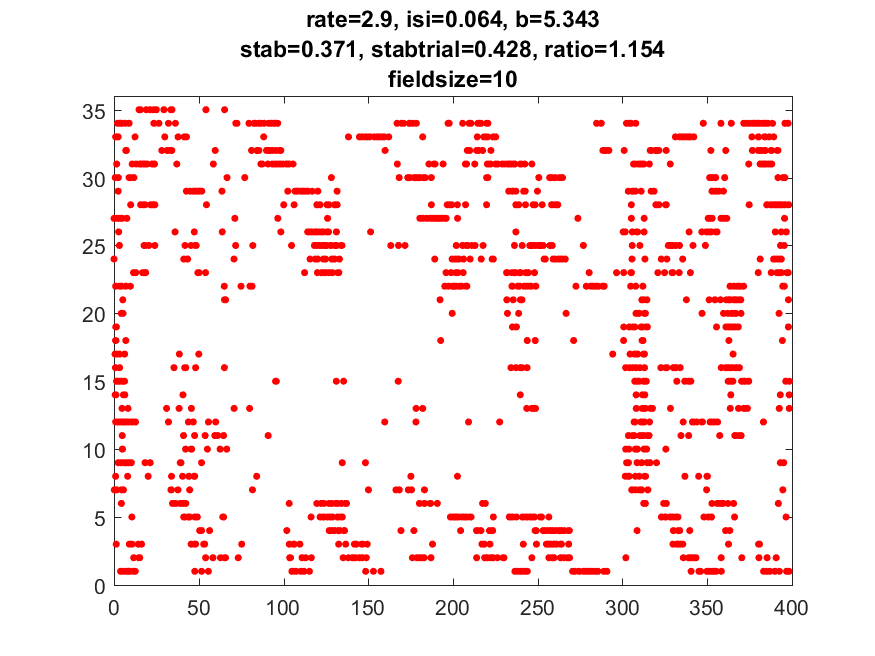 rate=2.9, isi=0.064, b=5.343
stab=0.371, stabtrial=0.428, ratio=1.154
fieldsize=10
35
30
25
20
15
10
5
0
0 50 100 150 200 250 300 350 400